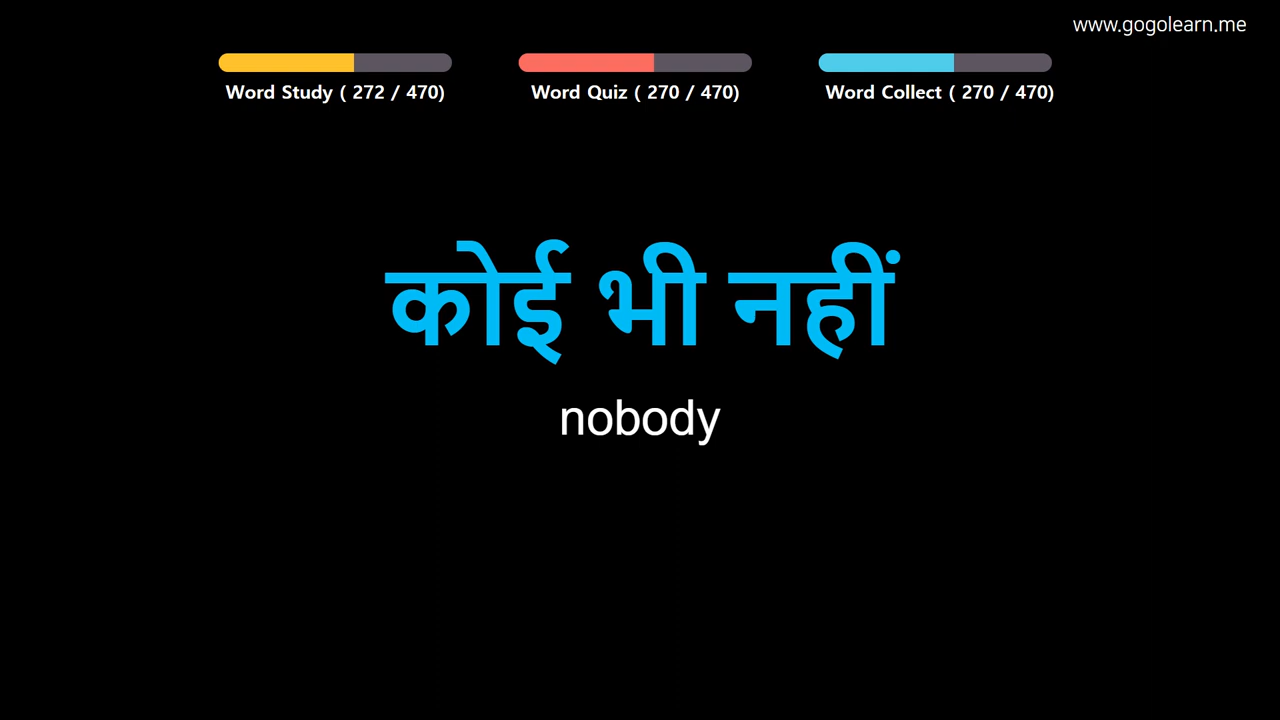 www.gogolearn.me
Word Study ( 272 / 470)
Word Quiz ( 270 / 470)
Word Collect ( 270 / 470)
कोई भी नहीं
nobody